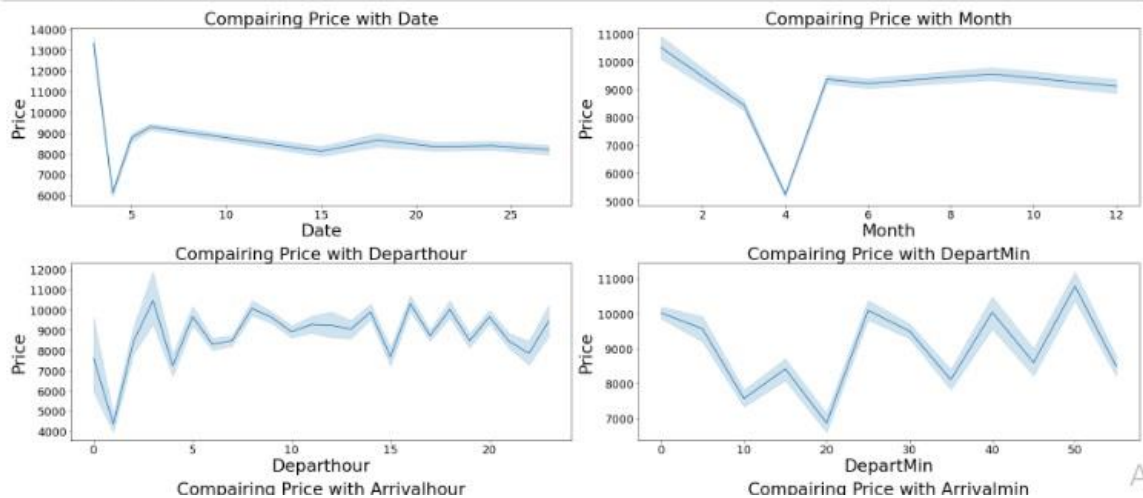 Compairing Price with Date
14000
13000
12000
11000
10000
9000
8000
7000
6000
Price
5 10 15 20 25
Date
Compairing Price with Month
11000
10000
9000
8000
7000
6000
5000
Price
2 4 6 8 10 12
Month
Compairing Price with Departhour
12000
11000
10000
9000
8000
7000
6000
5000
4000
Price
0 5 10 15 20
Departhour
Compairing Price with DepartMin
11000
10000
9000
8000
7000
Price
0 10 20 30 40 50
DepartMin
A
Compairing Price with Arrivalhour
Compairing Price with Arrivalmin